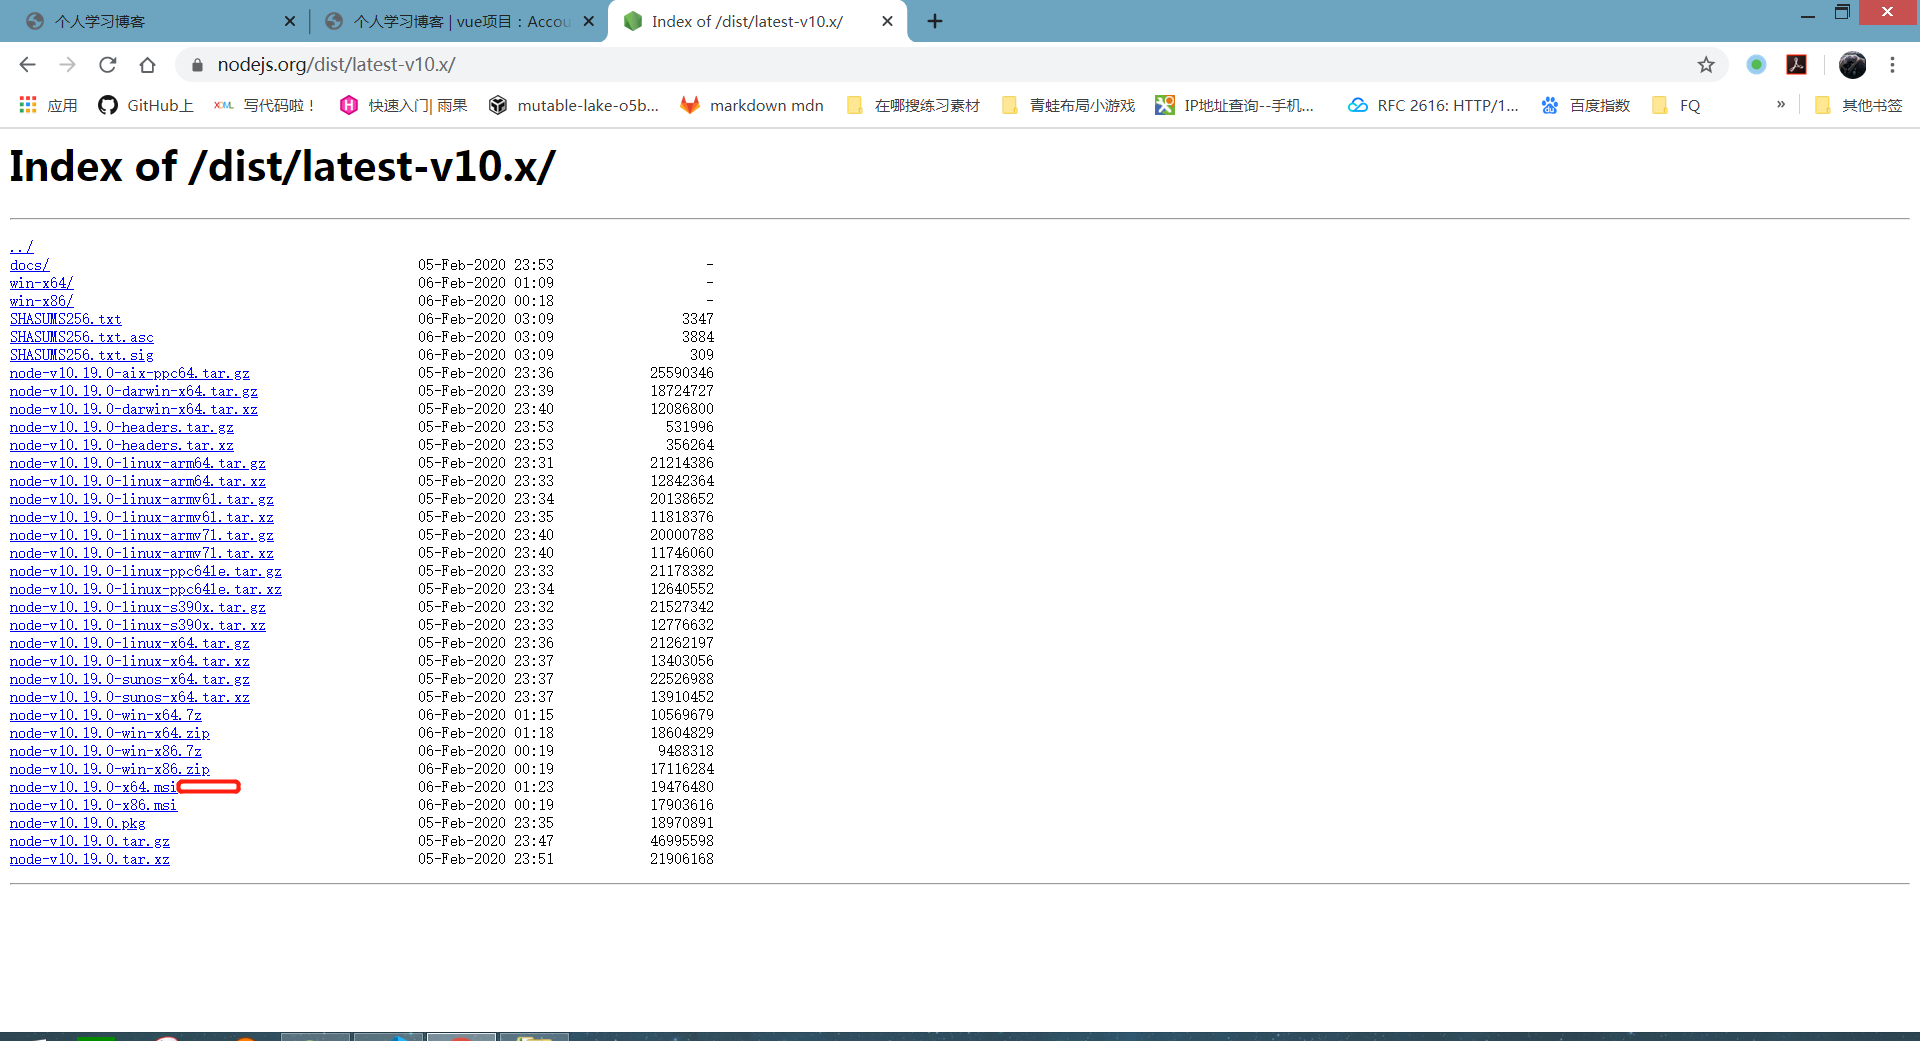 个人学习博客
个人学习博客 | vue项目：Accou
Index of /dist/latest-v10.x/
nodejs.org/dist/latest-v10.x/
应用
GitHub上
XML 写代码啦！
快速入门| 雨果
mutable-lake-o5b...
markdown mdn
在哪搜练习素材
青蛙布局小游戏
IP地址查询--手机...
RFC 2616: HTTP/1...
百度指数
FQ
»
其他书签
Index of /dist/latest-v10.x/
../
docs/ 05-Feb-2020 23:53 -
win-x64/ 06-Feb-2020 01:09 -
win-x86/ 06-Feb-2020 00:18 -
SHASUMS256.txt 06-Feb-2020 03:09 3347
SHASUMS256.txt.asc 06-Feb-2020 03:09 3884
SHASUMS256.txt.sig 06-Feb-2020 03:09 309
node-v10.19.0-aix-ppc64.tar.gz 05-Feb-2020 23:36 25590346
node-v10.19.0-darwin-x64.tar.gz 05-Feb-2020 23:39 18724727
node-v10.19.0-darwin-x64.tar.xz 05-Feb-2020 23:40 12086800
node-v10.19.0-headers.tar.gz 05-Feb-2020 23:53 531996
node-v10.19.0-headers.tar.xz 05-Feb-2020 23:53 356264
node-v10.19.0-linux-arm64.tar.gz 05-Feb-2020 23:31 21214386
node-v10.19.0-linux-arm64.tar.xz 05-Feb-2020 23:33 12842364
node-v10.19.0-linux-armv6l.tar.gz 05-Feb-2020 23:34 20138652
node-v10.19.0-linux-armv6l.tar.xz 05-Feb-2020 23:35 11818376
node-v10.19.0-linux-armv7l.tar.gz 05-Feb-2020 23:40 20000788
node-v10.19.0-linux-armv7l.tar.xz 05-Feb-2020 23:40 11746060
node-v10.19.0-linux-ppc64le.tar.gz 05-Feb-2020 23:33 21178382
node-v10.19.0-linux-ppc64le.tar.xz 05-Feb-2020 23:34 12640552
node-v10.19.0-linux-s390x.tar.gz 05-Feb-2020 23:32 21527342
node-v10.19.0-linux-s390x.tar.xz 05-Feb-2020 23:33 12776632
node-v10.19.0-linux-x64.tar.gz 05-Feb-2020 23:36 21262197
node-v10.19.0-linux-x64.tar.xz 05-Feb-2020 23:37 13403056
node-v10.19.0-sunos-x64.tar.gz 05-Feb-2020 23:37 22526988
node-v10.19.0-sunos-x64.tar.xz 05-Feb-2020 23:37 13910452
node-v10.19.0-win-x64.7z 06-Feb-2020 01:15 10569679
node-v10.19.0-win-x64.zip 06-Feb-2020 01:18 18604829
node-v10.19.0-win-x86.7z 06-Feb-2020 00:19 9488318
node-v10.19.0-win-x86.zip 06-Feb-2020 00:19 17116284
node-v10.19.0-x64.msi 06-Feb-2020 01:23 19476480
node-v10.19.0-x86.msi 06-Feb-2020 00:19 17903616
node-v10.19.0.pkg 05-Feb-2020 23:35 18970891
node-v10.19.0.tar.gz 05-Feb-2020 23:47 46995598
node-v10.19.0.tar.xz 05-Feb-2020 23:51 21906168